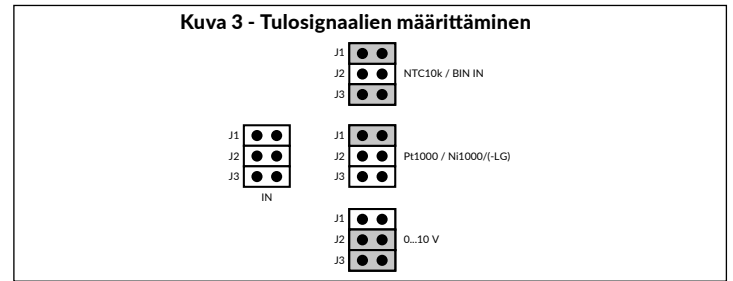 Kuva 3 - Tulosignaalien määrittäminen
J1
J2 NTC10k / BIN IN
J3
J1 J1
J2 J2 Pt1000 / Ni1000/(-LG)
J3 J3
IN
J1
J2 0...10 V
J3